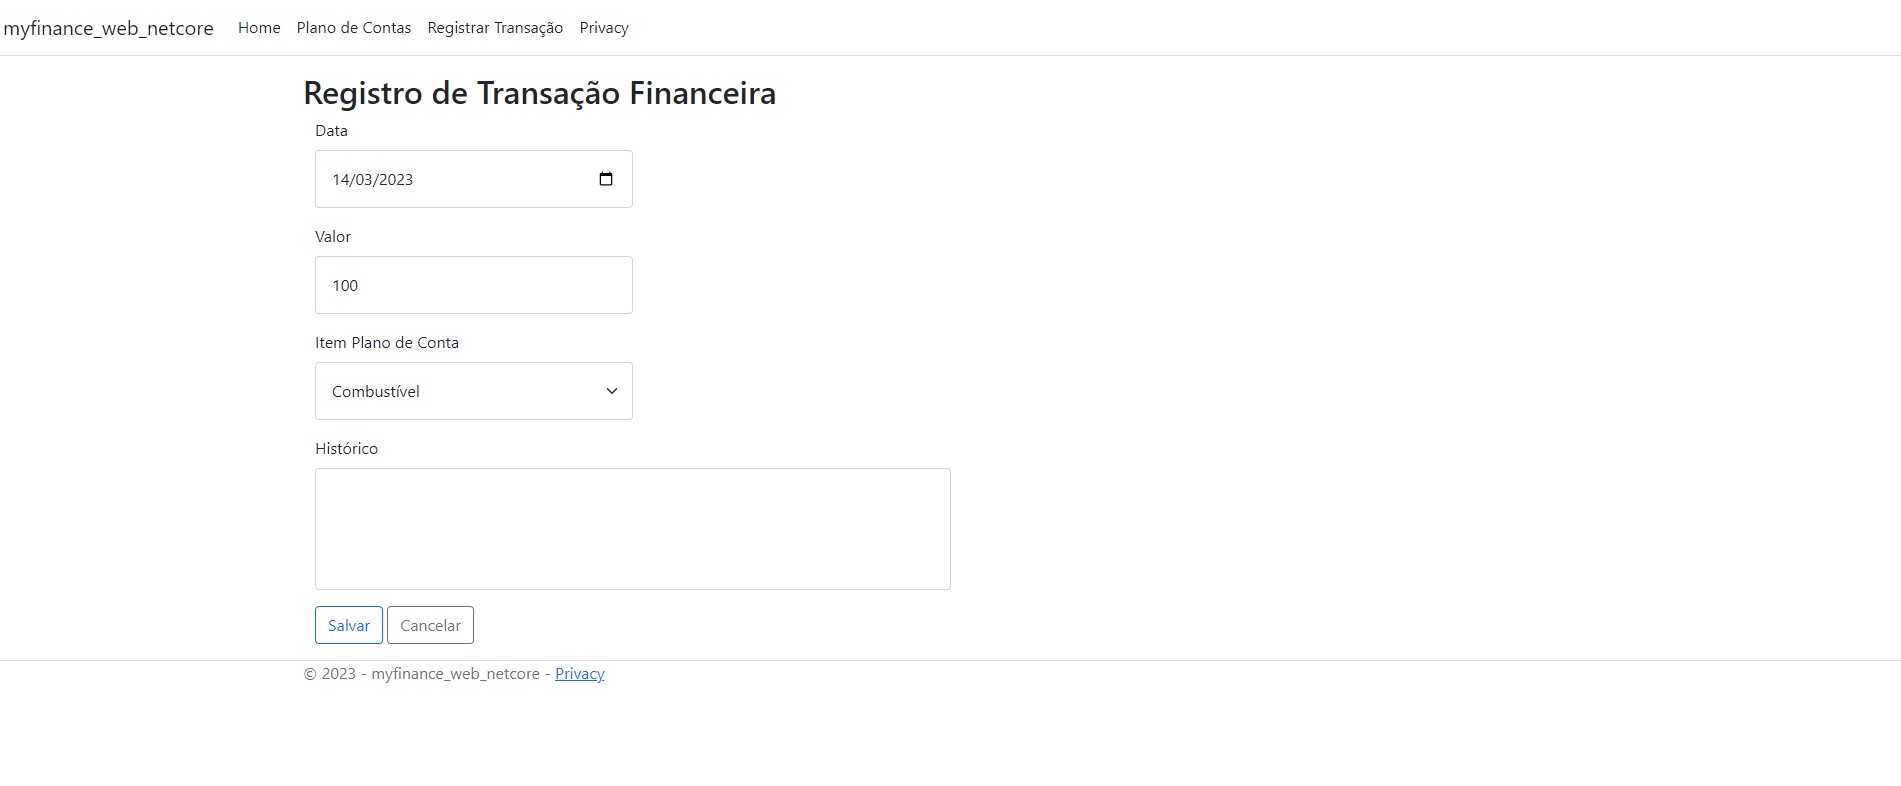 myfinance_web_netcore Home Plano de Contas Registrar Transação Privacy
Registro de Transação Financeira
Data
14/03/2023
Valor
100
Item Plano de Conta
Combustível
Histórico
Salvar Cancelar
© 2023 - myfinance_web_netcore - Privacy